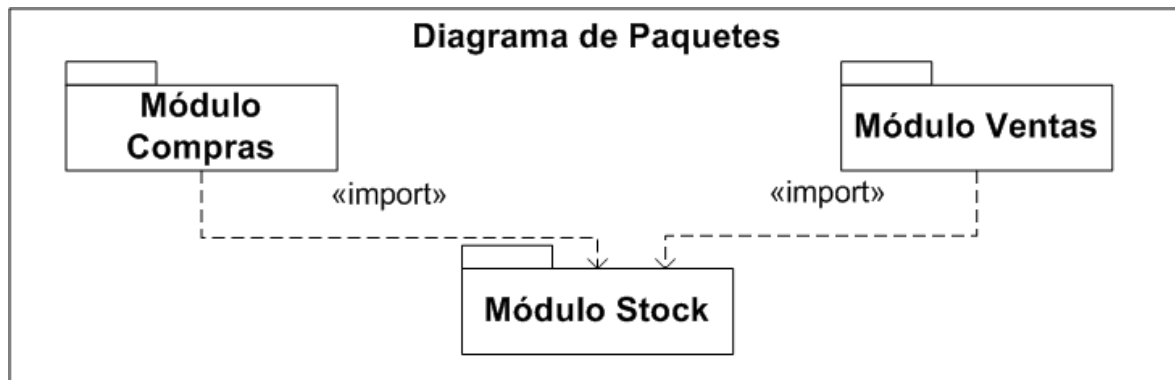 Diagrama de Paquetes
Módulo
Compras
Módulo Ventas
«import»
«import»
Módulo Stock